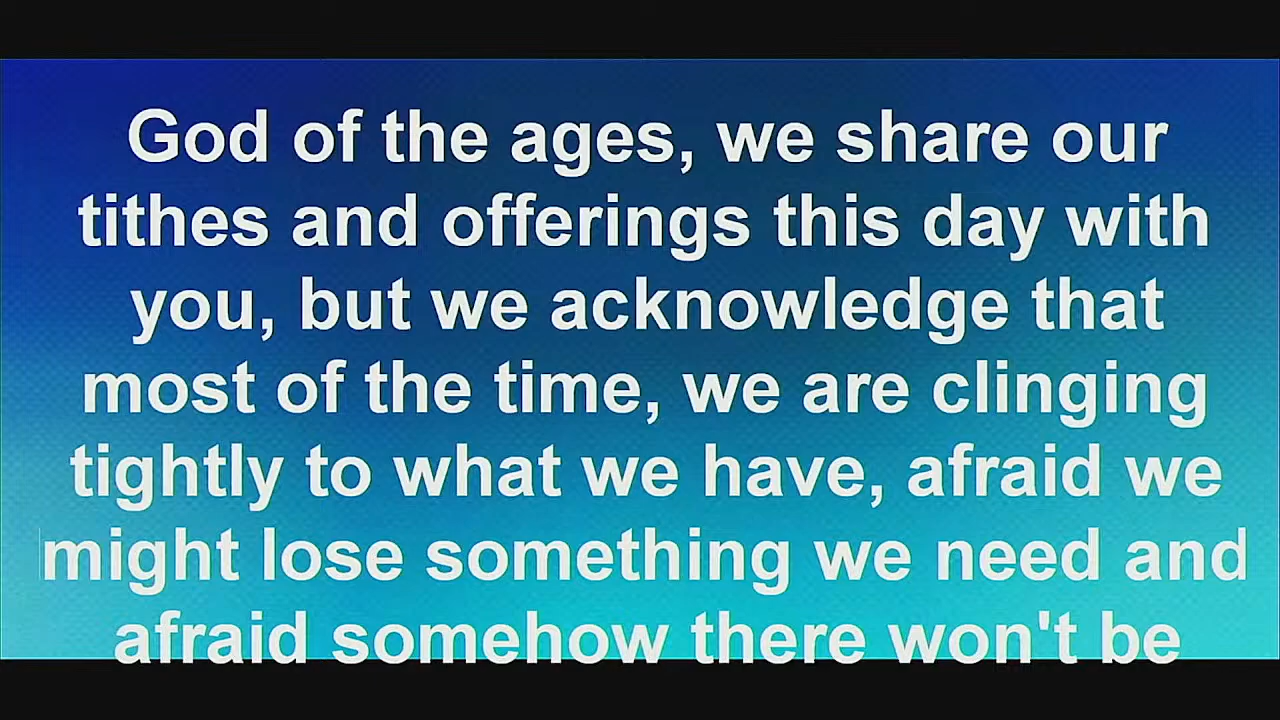 God of the ages, we share our
tithes and offerings this day with
you, but we acknowledge that
most of the time, we are clinging
tightly to what we have, afraid we
might lose something we need and
afraid somehow there won't be